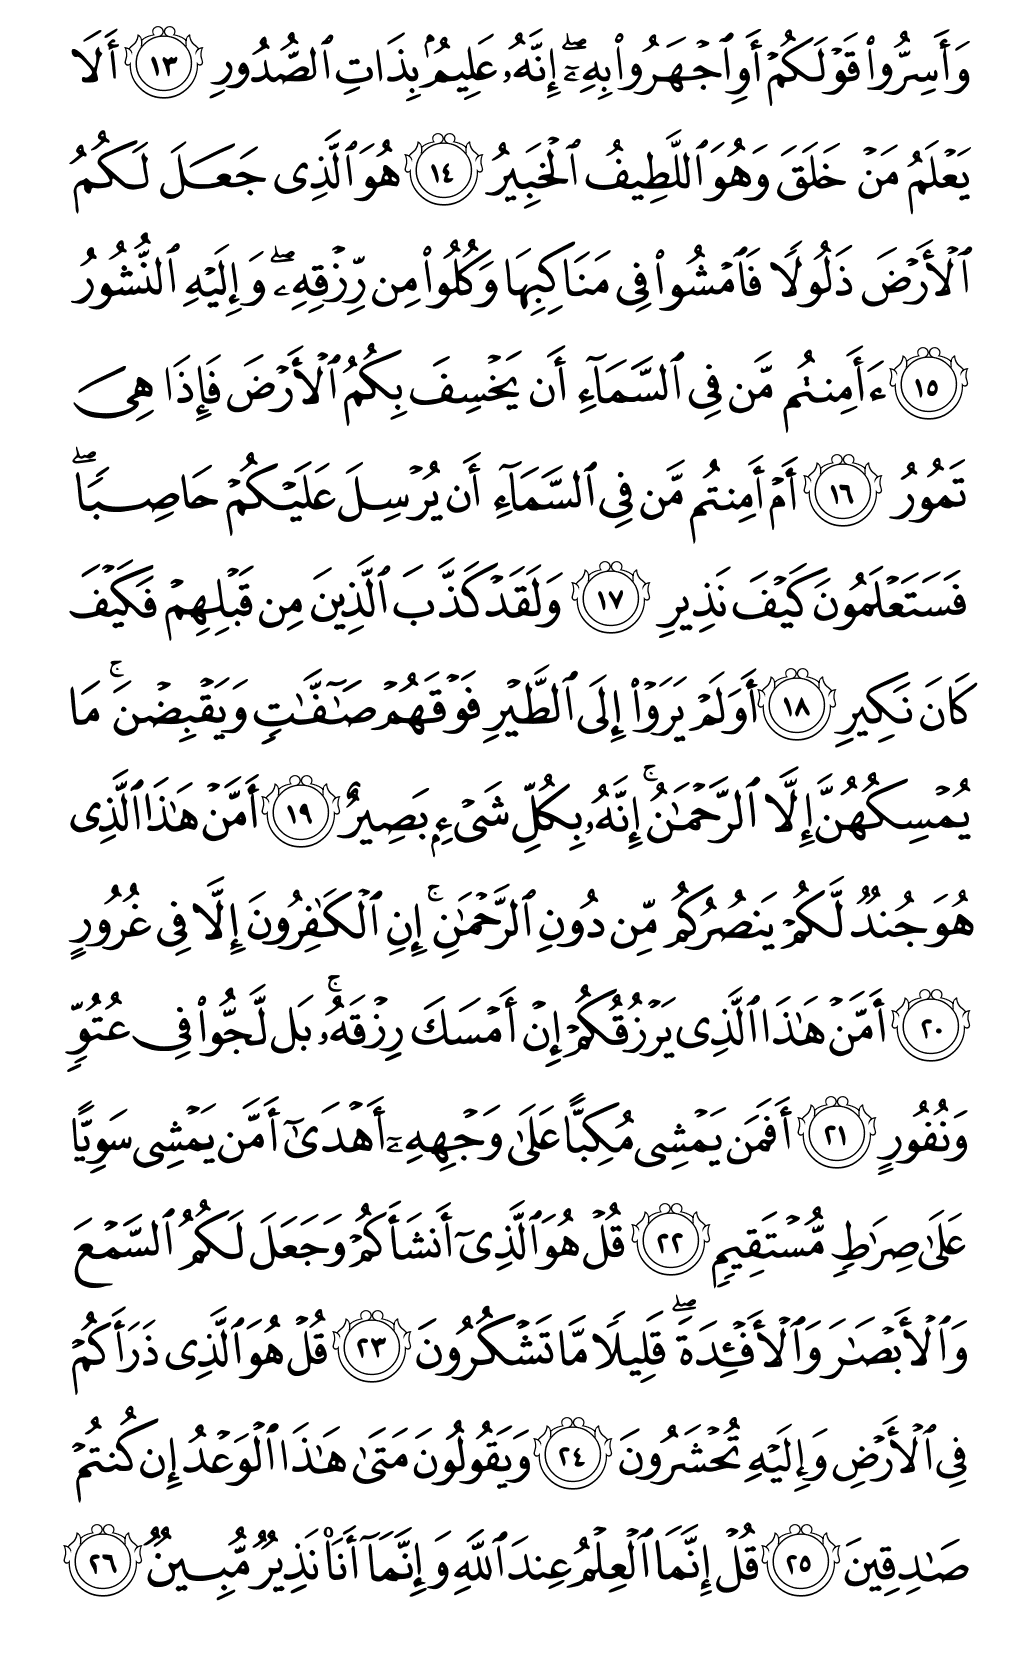 وَأَسِرُّوا۟ قَوْلَكُمْ أَوِ ٱجْهَرُوا۟ بِهِۦٓ ۖ إِنَّهُۥ عَلِيمٌۢ بِذَاتِ ٱلصُّدُورِ ١٣ أَلَا
يَعْلَمُ مَنْ خَلَقَ وَهُوَ ٱللَّطِيفُ ٱلْخَبِيرُ ١٤ هُوَ ٱلَّذِى جَعَلَ لَكُمُ
ٱلْأَرْضَ ذَلُولًا فَٱمْشُوا۟ فِى مَنَاكِبِهَا وَكُلُوا۟ مِن رِّزْقِهِۦ ۖ وَإِلَيْهِ ٱلنُّشُورُ
١٥ ءَأَمِنتُم مَّن فِى ٱلسَّمَآءِ أَن يَخْسِفَ بِكُمُ ٱلْأَرْضَ فَإِذَا هِىَ
تَمُورُ ١٦ أَمْ أَمِنتُم مَّن فِى ٱلسَّمَآءِ أَن يُرْسِلَ عَلَيْكُمْ حَاصِبًا ۖ
فَسَتَعْلَمُونَ كَيْفَ نَذِيرِ ١٧ وَلَقَدْ كَذَّبَ ٱلَّذِينَ مِن قَبْلِهِمْ فَكَيْفَ
كَانَ نَكِيرِ ١٨ أَوَلَمْ يَرَوْا۟ إِلَى ٱلطَّيْرِ فَوْقَهُمْ صَـٰٓفَّـٰتٍ وَيَقْبِضْنَ ۚ مَا
يُمْسِكُهُنَّ إِلَّا ٱلرَّحْمَـٰنُ ۚ إِنَّهُۥ بِكُلِّ شَىْءٍۭ بَصِيرٌ ١٩ أَمَّنْ هَـٰذَا ٱلَّذِى
هُوَ جُندٌ لَّكُمْ يَنصُرُكُم مِّن دُونِ ٱلرَّحْمَـٰنِ ۚ إِنِ ٱلْكَـٰفِرُونَ إِلَّا فِى غُرُورٍ
٢٠ أَمَّنْ هَـٰذَا ٱلَّذِى يَرْزُقُكُمْ إِنْ أَمْسَكَ رِزْقَهُۥ ۚ بَل لَّجُّوا۟ فِى عُتُوٍّ
وَنُفُورٍ ٢١ أَفَمَن يَمْشِى مُكِبًّا عَلَىٰ وَجْهِهِۦٓ أَهْدَىٰٓ أَمَّن يَمْشِى سَوِيًّا
عَلَىٰ صِرَٰطٍ مُّسْتَقِيمٍ ٢٢ قُلْ هُوَ ٱلَّذِىٓ أَنشَأَكُمْ وَجَعَلَ لَكُمُ ٱلسَّمْعَ
وَٱلْأَبْصَـٰرَ وَٱلْأَفْـِٔدَةَ ۖ قَلِيلًا مَّا تَشْكُرُونَ ٢٣ قُلْ هُوَ ٱلَّذِى ذَرَأَكُمْ
فِى ٱلْأَرْضِ وَإِلَيْهِ تُحْشَرُونَ ٢٤ وَيَقُولُونَ مَتَىٰ هَـٰذَا ٱلْوَعْدُ إِن كُنتُمْ
صَـٰدِقِينَ ٢٥ قُلْ إِنَّمَا ٱلْعِلْمُ عِندَ ٱللَّهِ وَإِنَّمَآ أَنَا۠ نَذِيرٌ مُّبِينٌ ٢٦